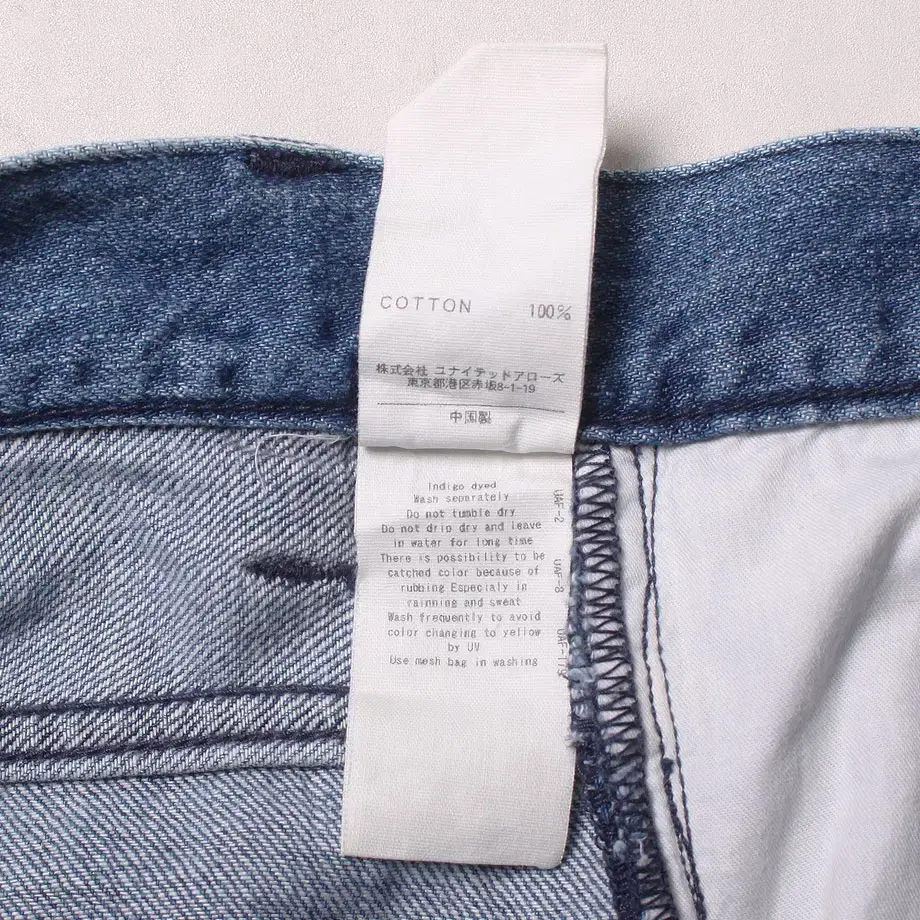 COTTON 100%
株式会社 ユナイテッドアローズ
東京都港区赤坂8-1-19
中国製
Indigo dyed
Wash separately
Do not tumble dry
Do not drip dry and leave
in water for long time
There is possibility to be
catched color because of
rubbing Especialy in
rainning and sweat
Wash frequently to avoid
color changing to yellow
by UV
Use mesh bag in washing
UAF-2
UAF-8